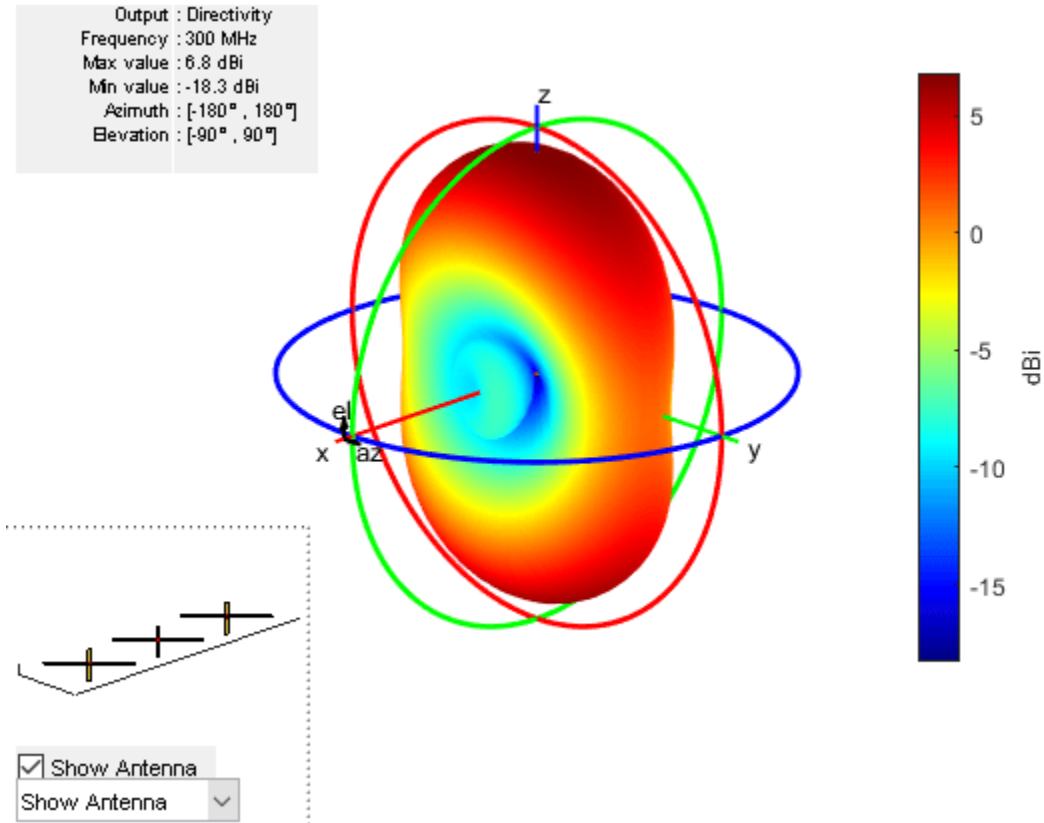 Output : Directivity
Frequency : 300 MHz
Max value : 6.8 dBi
Min value : -18.3 dBi
Azimuth : [-180° , 180°]
Elevation : [-90° , 90°]
z
el
x
az
y
5
0
-5
-10
-15
dBi
Show Antenna
Show Antenna